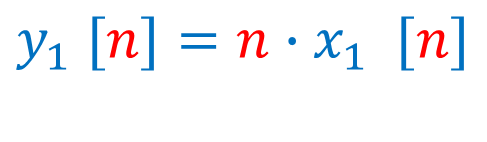 y₁ [n] = n · x₁ [n]